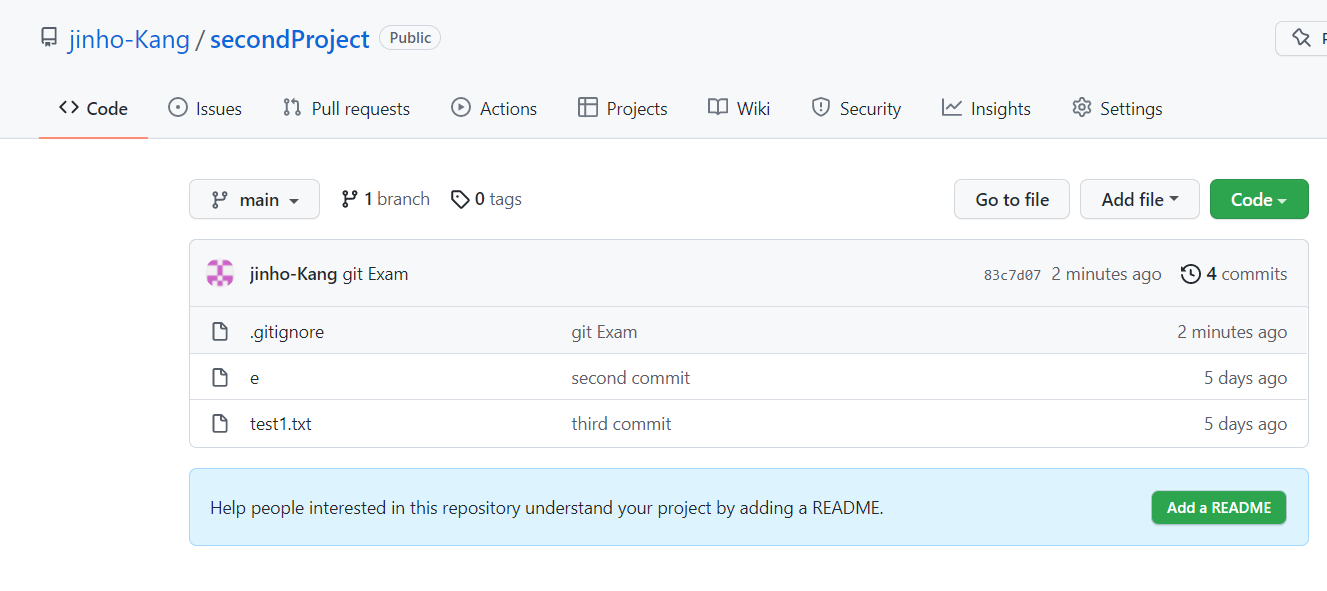 jinho-Kang / secondProject Public
Code Issues Pull requests Actions Projects Wiki Security Insights Settings
main 1 branch 0 tags Go to file Add file Code
jinho-Kang git Exam 83c7d07 2 minutes ago 4 commits
.gitignore git Exam 2 minutes ago
e second commit 5 days ago
test1.txt third commit 5 days ago
Help people interested in this repository understand your project by adding a README. Add a README